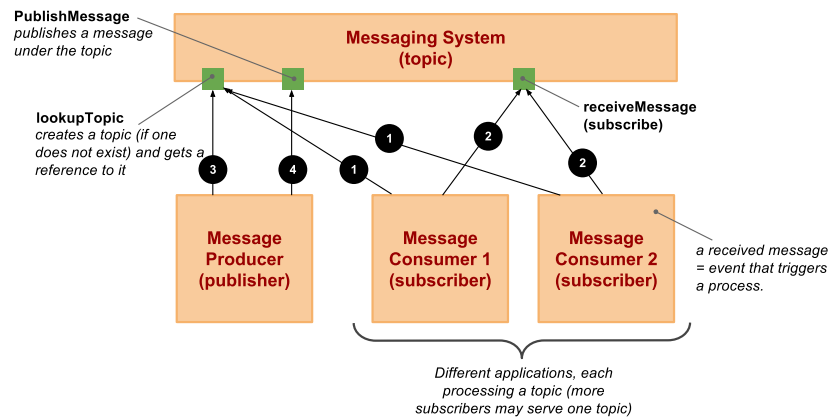 PublishMessage
publishes a message
under the topic
Messaging System
(topic)
lookupTopic
creates a topic (if one
does not exist) and gets a
reference to it
receiveMessage
(subscribe)
1
2
2
3
4
1
Message
Producer
(publisher)
Message
Consumer 1
(subscriber)
Message
Consumer 2
(subscriber)
a received message
= event that triggers
a process.
Different applications, each
processing a topic (more
subscribers may serve one topic)